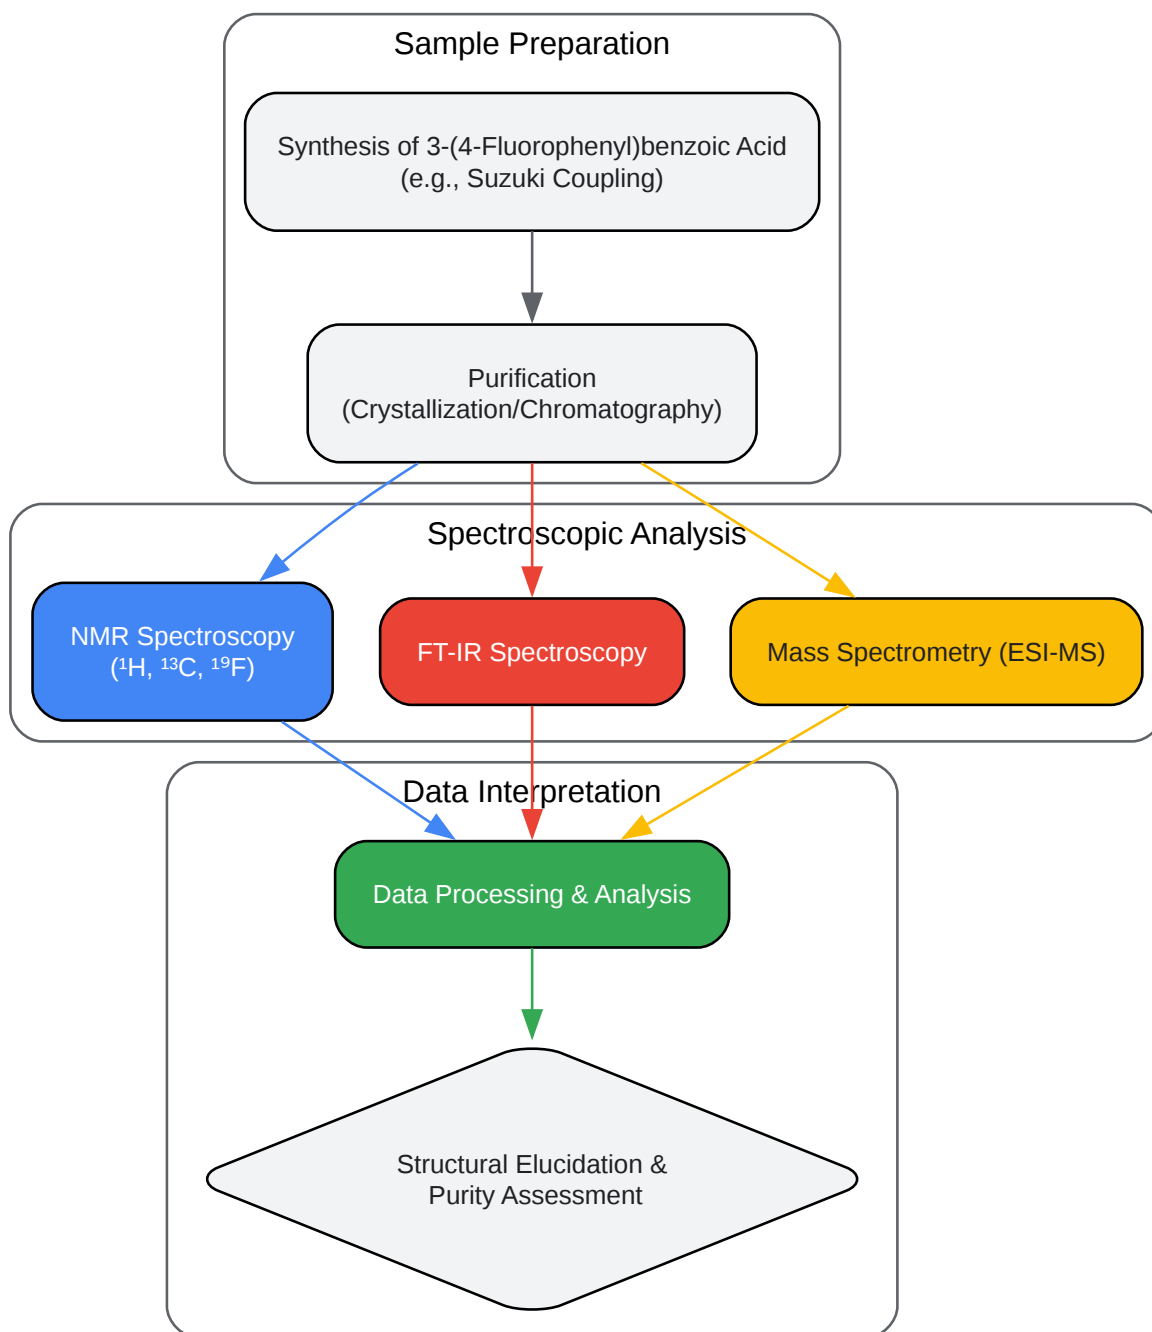 Sample Preparation
Synthesis of 3-(4-Fluorophenyl)benzoic Acid
(e.g., Suzuki Coupling)
Purification
(Crystallization/Chromatography)
Spectroscopic Analysis
NMR Spectroscopy
(¹H, ¹³C, ¹⁹F)
FT-IR Spectroscopy
Mass Spectrometry (ESI-MS)
Data Interpretation
Data Processing & Analysis
Structural Elucidation &
Purity Assessment